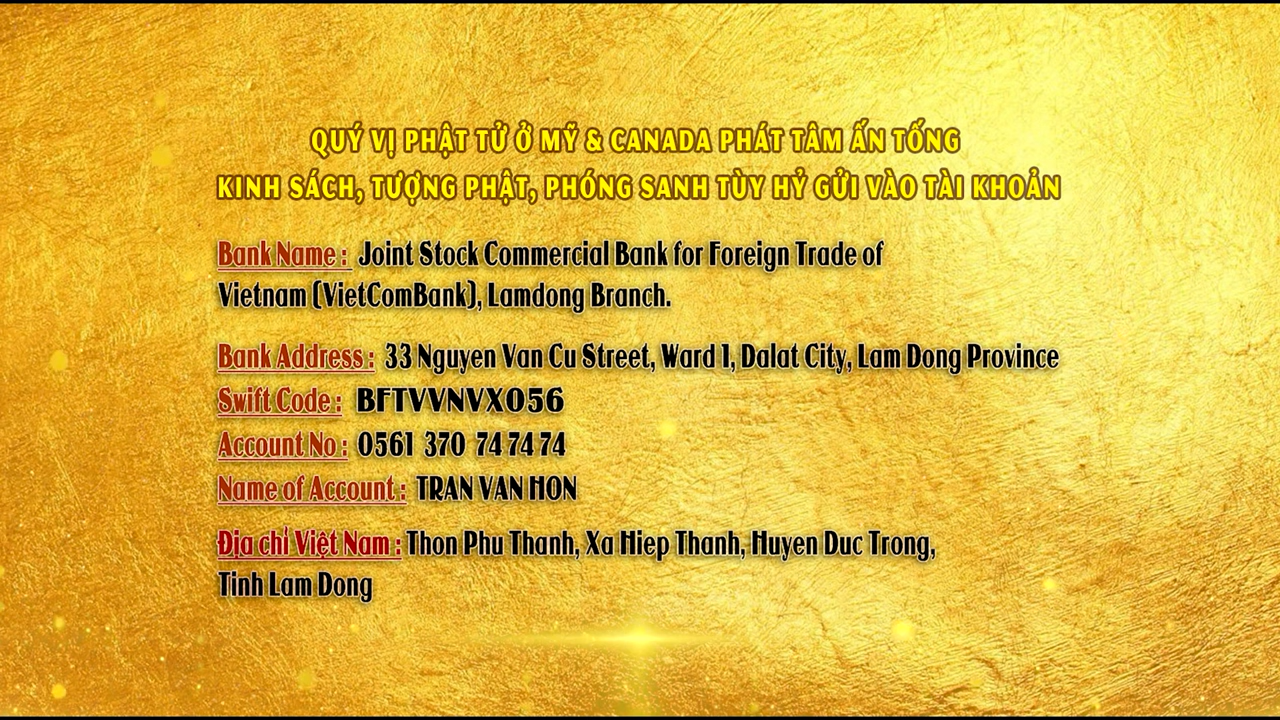 QUÝ VỊ PHẬT TỬ Ở MỸ & CANADA PHÁT TÂM ẤN TỐNG
KINH SÁCH, TƯỢNG PHẬT, PHÓNG SANH TÙY HỶ GỬI VÀO TÀI KHOẢN
Bank Name : Joint Stock Commercial Bank for Foreign Trade of
Vietnam (VietComBank), Lamdong Branch.
Bank Address : 33 Nguyen Van Cu Street, Ward 1, Dalat City, Lam Dong Province
Swift Code : BFTVVNVX056
Account No : 0561 370 74 74 74
Name of Account : TRAN VAN HON
Địa chỉ Việt Nam : Thon Phu Thanh, Xa Hiep Thanh, Huyen Duc Trong,
Tinh Lam Dong